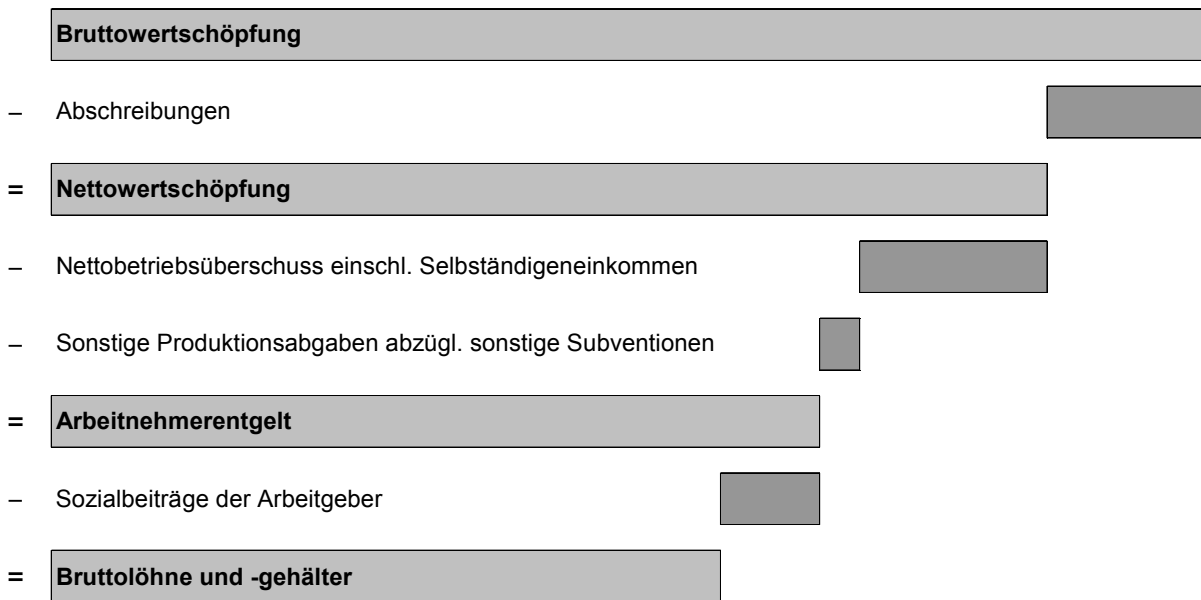 Bruttowertschöpfung
– Abschreibungen
= Nettowertschöpfung
– Nettobetriebsüberschuss einschl. Selbständigeneinkommen
– Sonstige Produktionsabgaben abzügl. sonstige Subventionen
= Arbeitnehmerentgelt
– Sozialbeiträge der Arbeitgeber
= Bruttolöhne und -gehälter